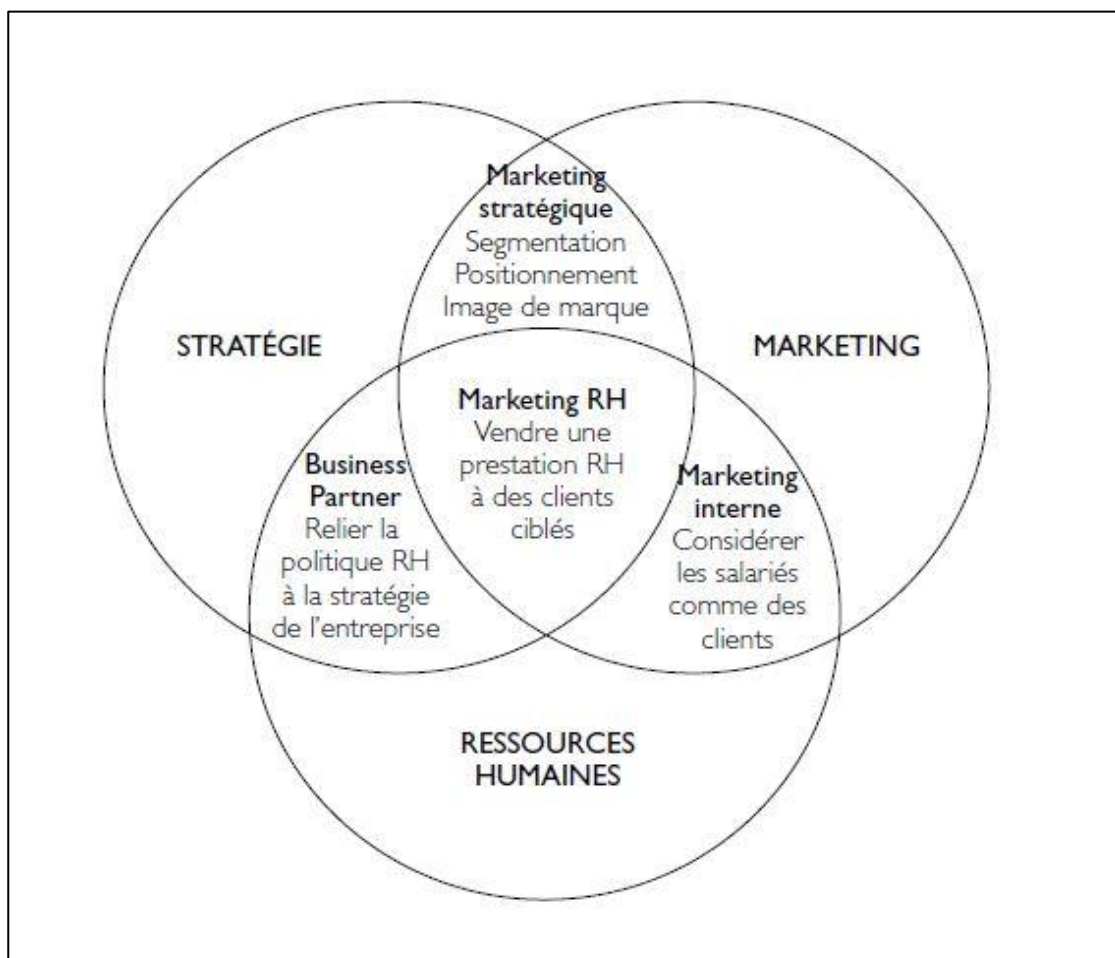 Marketing
stratégique
Segmentation
Positionnement
Image de marque
STRATÉGIE
MARKETING
Marketing RH
Vendre une
prestation RH
à des clients
ciblés
Business
Partner
Relier la
politique RH
à la stratégie
de l'entreprise
Marketing
interne
Considérer
les salariés
comme des
clients
RESSOURCES
HUMAINES